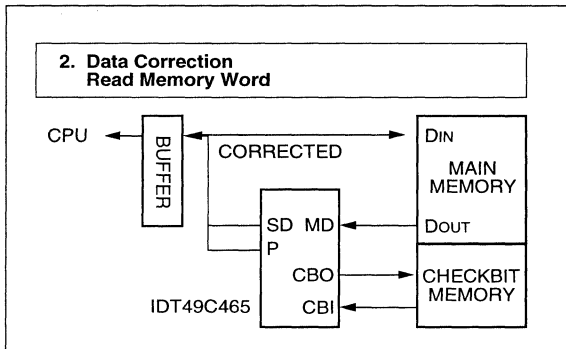 2. Data Correction
Read Memory Word
CPU
BUFFER
CORRECTED
DIN
MAIN
MEMORY
SD MD
DOUT
P
CBO
CHECKBIT
MEMORY
IDT49C465
CBI